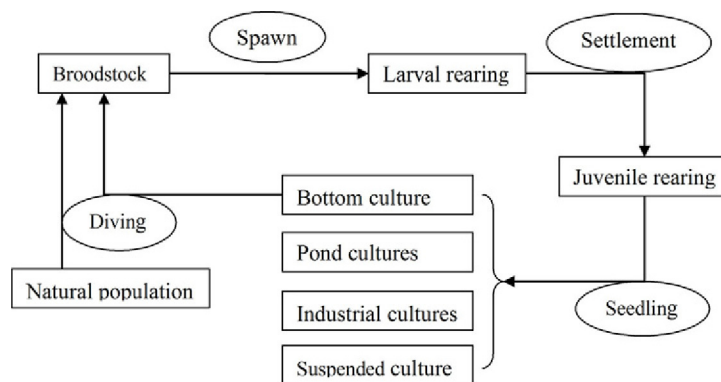 Spawn
Settlement
Broodstock
Larval rearing
Juvenile rearing
Bottom culture
Diving
Pond cultures
Natural population
Industrial cultures
Seedling
Suspended culture